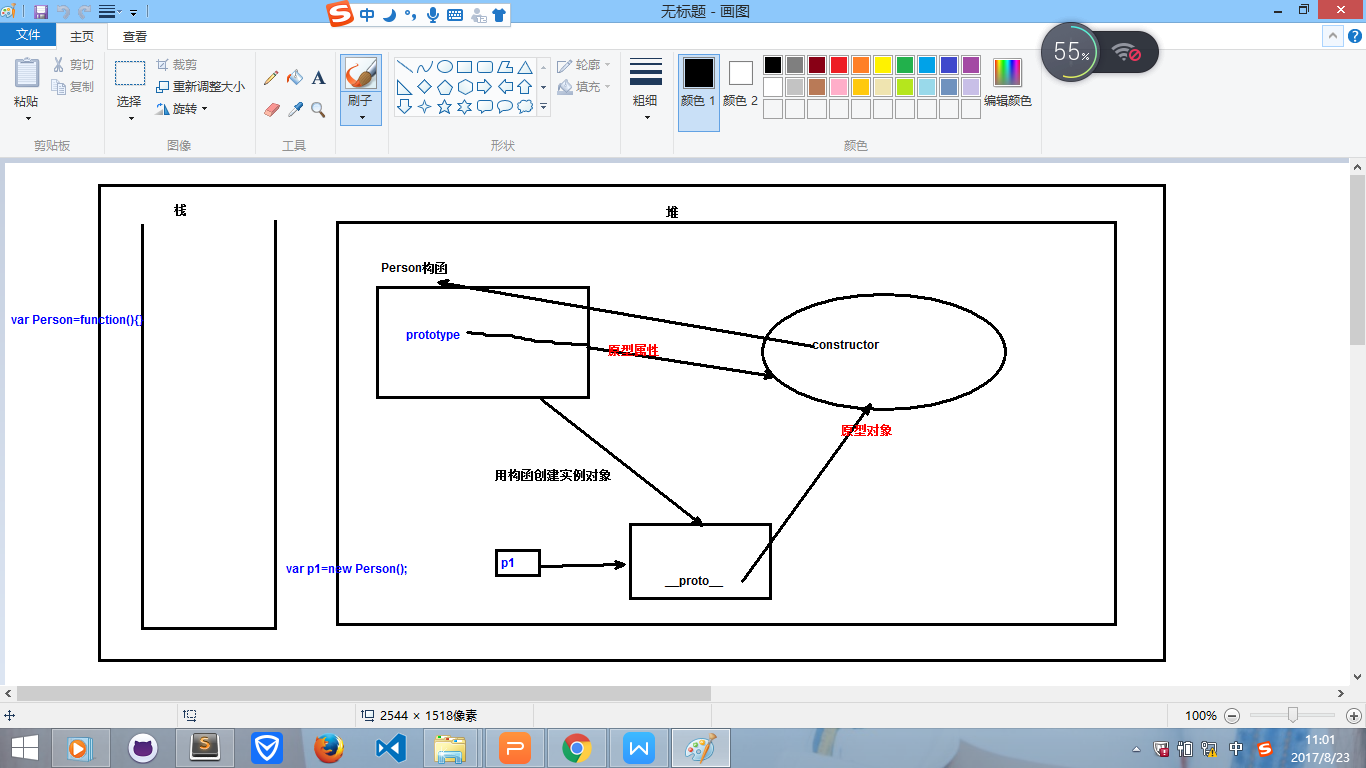 无标题 - 画图
中
文件
主页
查看
55%
粘贴
剪切
复制
选择
裁剪
重新调整大小
旋转
A
刷子
轮廓
填充
粗细
颜色 1
颜色 2
编辑颜色
剪贴板
图像
工具
形状
颜色
栈
堆
Person构函
var Person=function(){}
prototype
原型属性
constructor
原型对象
用构函创建实例对象
var p1=new Person();
p1
__proto__
2544 × 1518像素
100%
中
11:01
2017/8/23